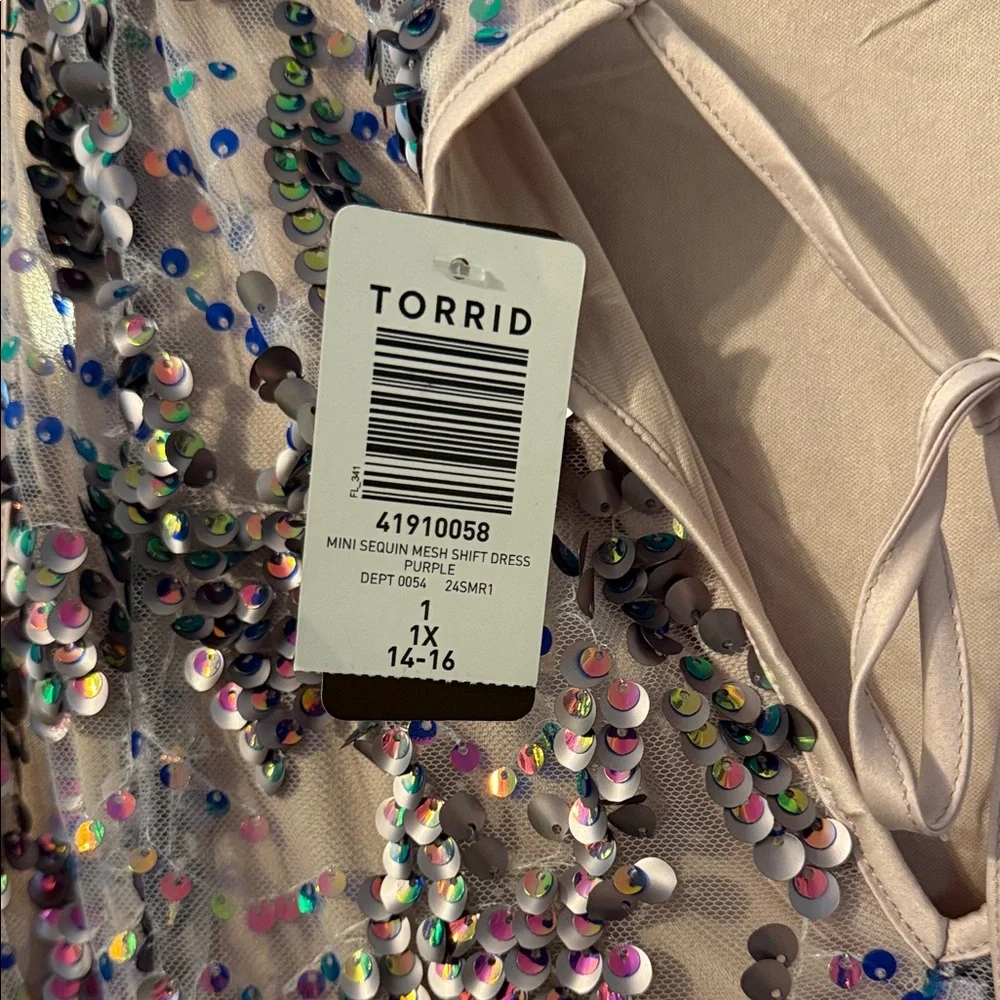 TORRID
FL_341
41910058
MINI SEQUIN MESH SHIFT DRESS
PURPLE
DEPT 0054 24SMR1
1
1X
14-16